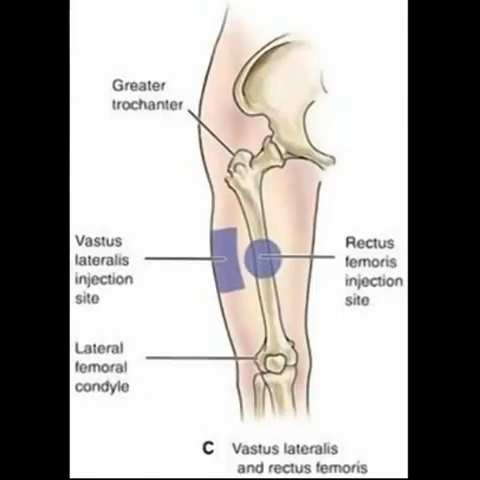 Greater
trochanter
Vastus
lateralis
injection
site
Rectus
femoris
injection
site
Lateral
femoral
condyle
C Vastus lateralis
and rectus femoris